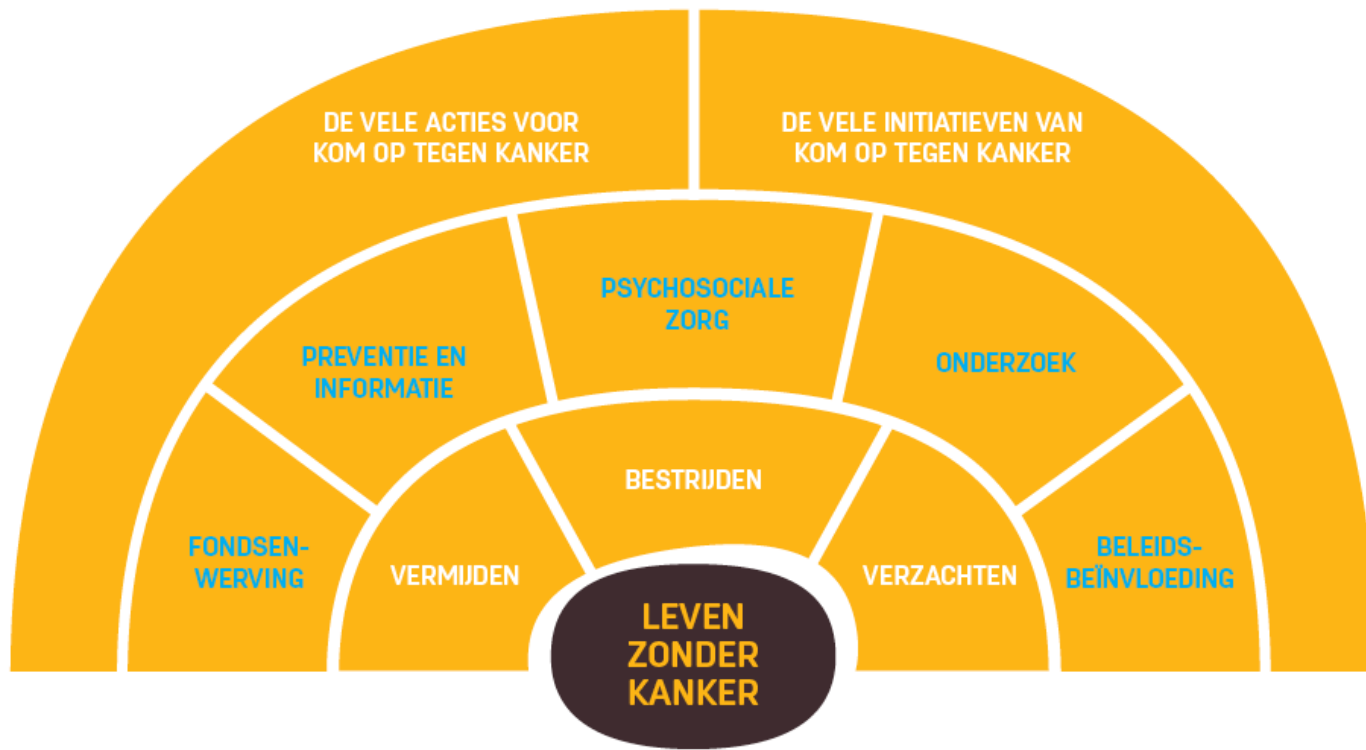 DE VELE ACTIES VOOR
KOM OP TEGEN KANKER
DE VELE INITIATIEVEN VAN
KOM OP TEGEN KANKER
FONDSEN-
WERVING
PREVENTIE EN
INFORMATIE
PSYCHOSOCIALE
ZORG
ONDERZOEK
BELEIDS-
BEÏNVLOEDING
VERMIJDEN
BESTRIJDEN
VERZACHTEN
LEVEN
ZONDER
KANKER